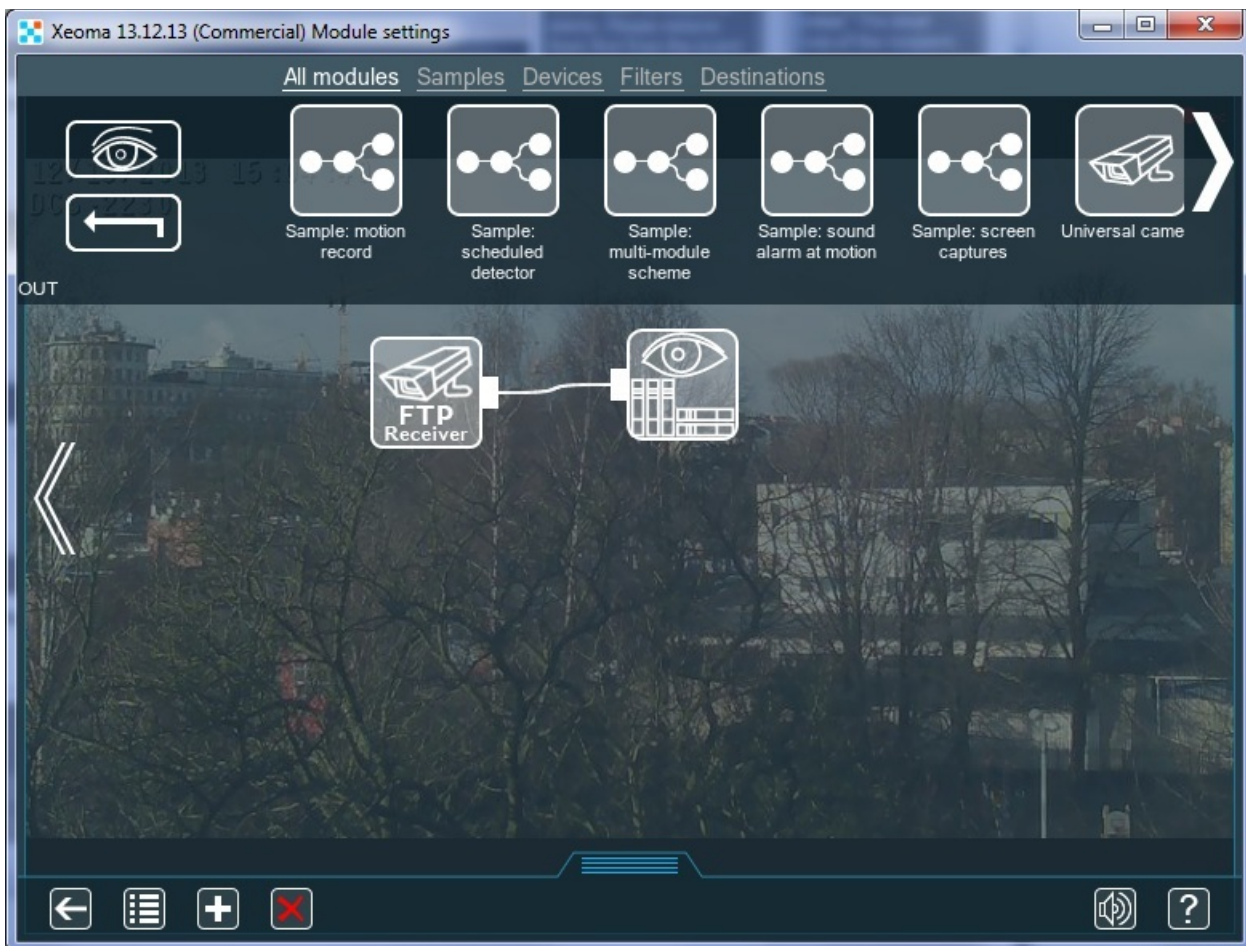 Xeoma 13.12.13 (Commercial) Module settings
All modules Samples Devices Filters Destinations
Sample: motion
record
Sample:
scheduled
detector
Sample:
multi-module
scheme
Sample: sound
alarm at motion
Sample: screen
captures
Universal came
OUT
FTP
Receiver